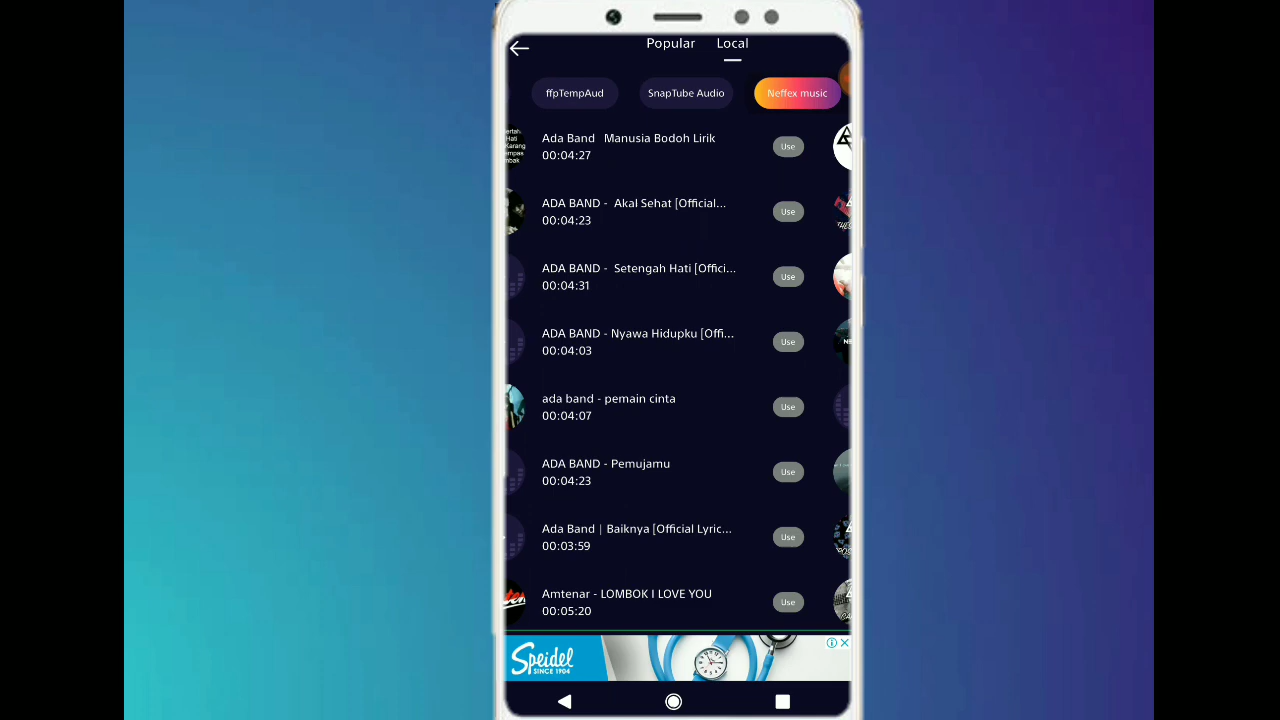 Popular Local
ffpTempAud SnapTube Audio Neffex music
Ada Band Manusia Bodoh Lirik
00:04:27
Use
ADA BAND - Akal Sehat [Official...
00:04:23
Use
ADA BAND - Setengah Hati [Offici...
00:04:31
Use
ADA BAND - Nyawa Hidupku [Offi...
00:04:03
Use
ada band - pemain cinta
00:04:07
Use
ADA BAND - Pemujamu
00:04:23
Use
Ada Band | Baiknya [Official Lyric...
00:03:59
Use
Amtenar - LOMBOK I LOVE YOU
00:05:20
Use
Speidel
SINCE 1904